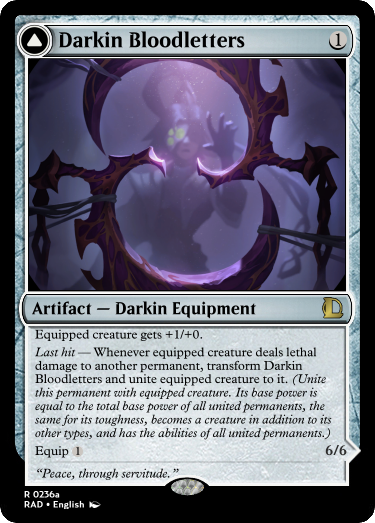 Darkin Bloodletters 1
Artifact — Darkin Equipment
Equipped creature gets +1/+0.
Last hit — Whenever equipped creature deals lethal
damage to another permanent, transform Darkin
Bloodletters and unite equipped creature to it. (Unite
this permanent with equipped creature. Its base power
is equal to the total base power of all united permanents, the
same for its toughness, becomes a creature in addition to its
other types, and has the abilities of all united permanents.)
Equip 1
6/6
“Peace, through servitude.”
R 0236a
RAD • English